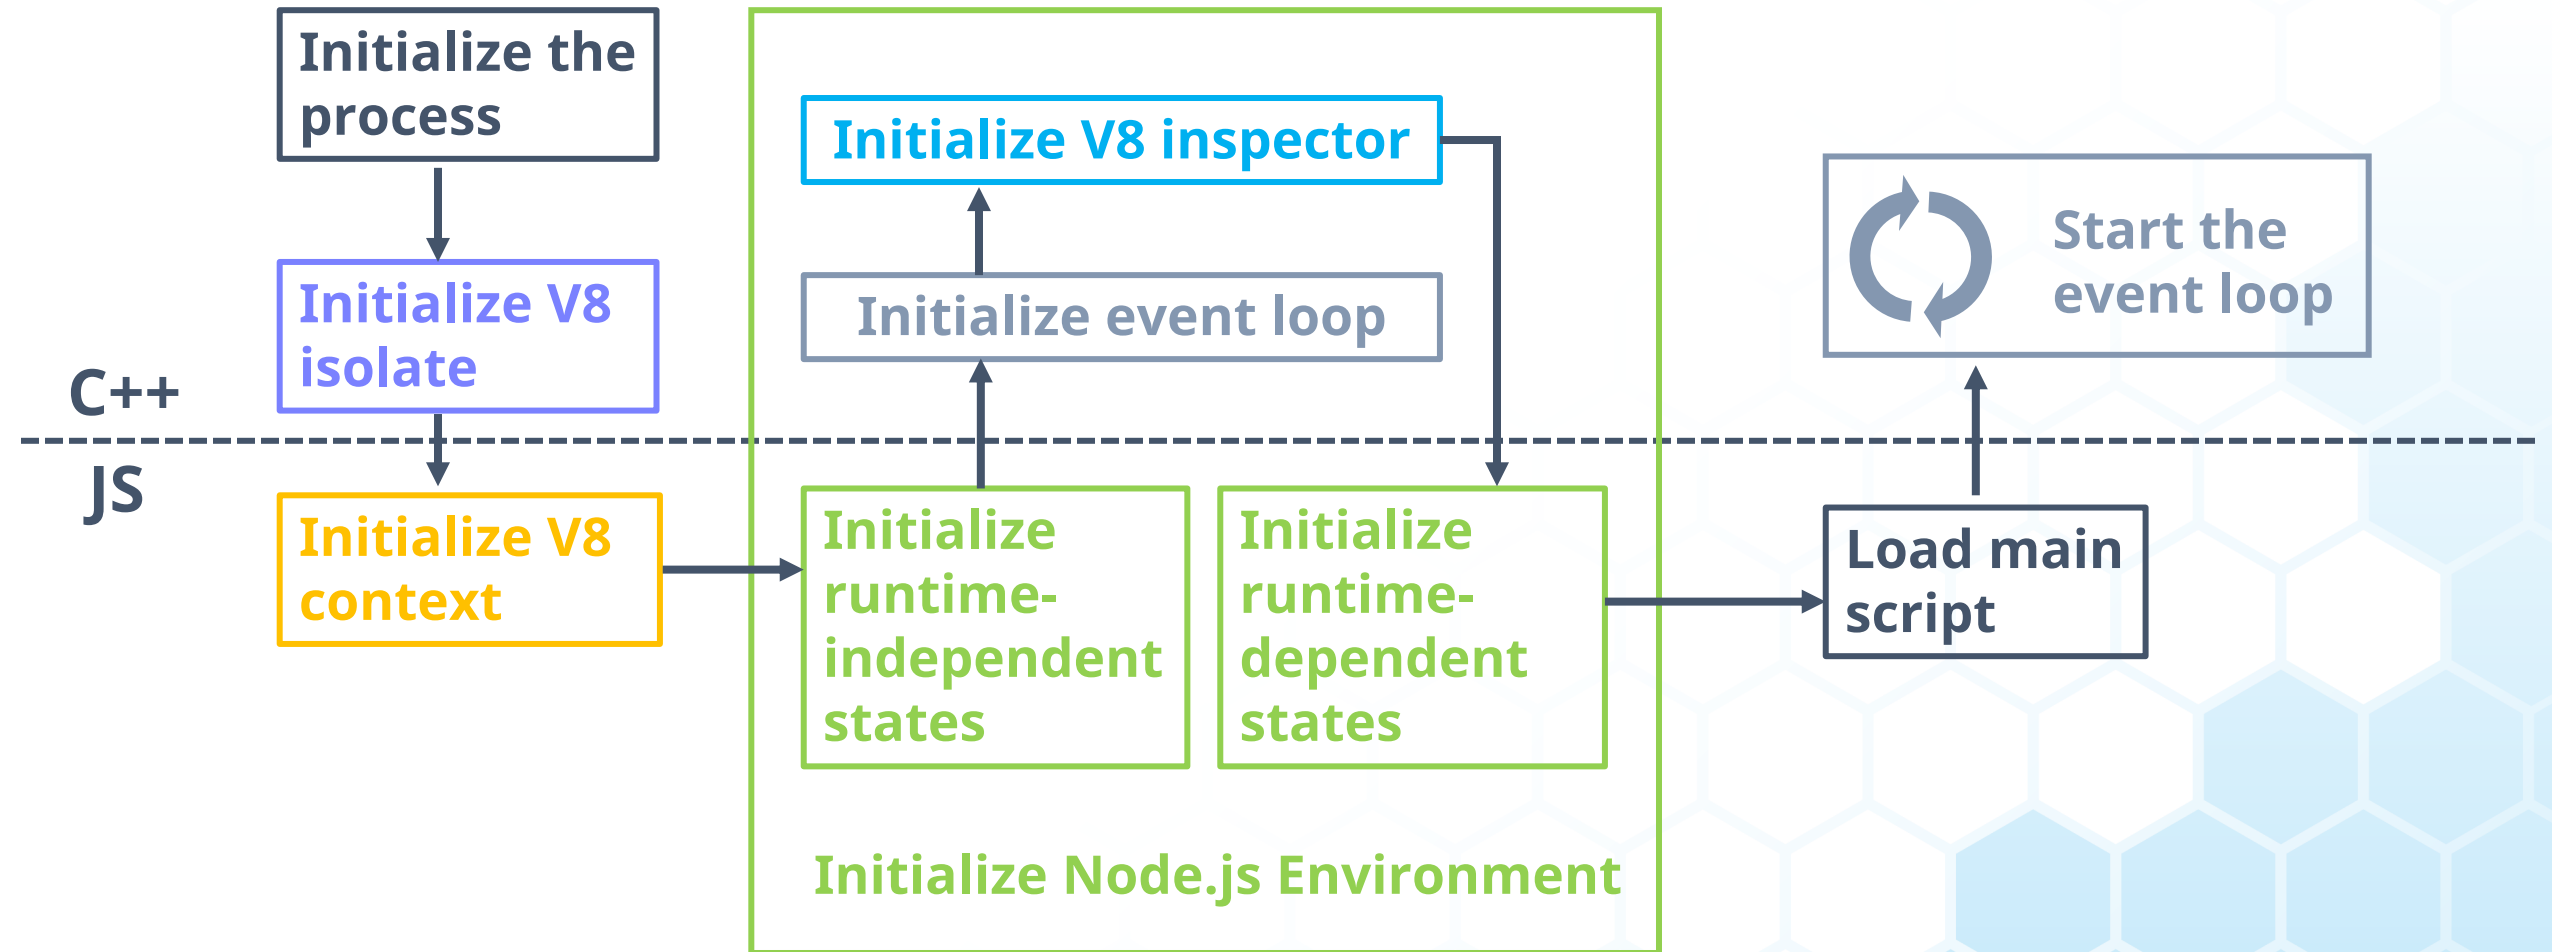 Initialize the
process
Initialize V8
isolate
C++
JS
Initialize V8
context
Initialize V8 inspector
Initialize event loop
Initialize
runtime-
independent
states
Initialize
runtime-
dependent
states
Initialize Node.js Environment
Start the
event loop
Load main
script